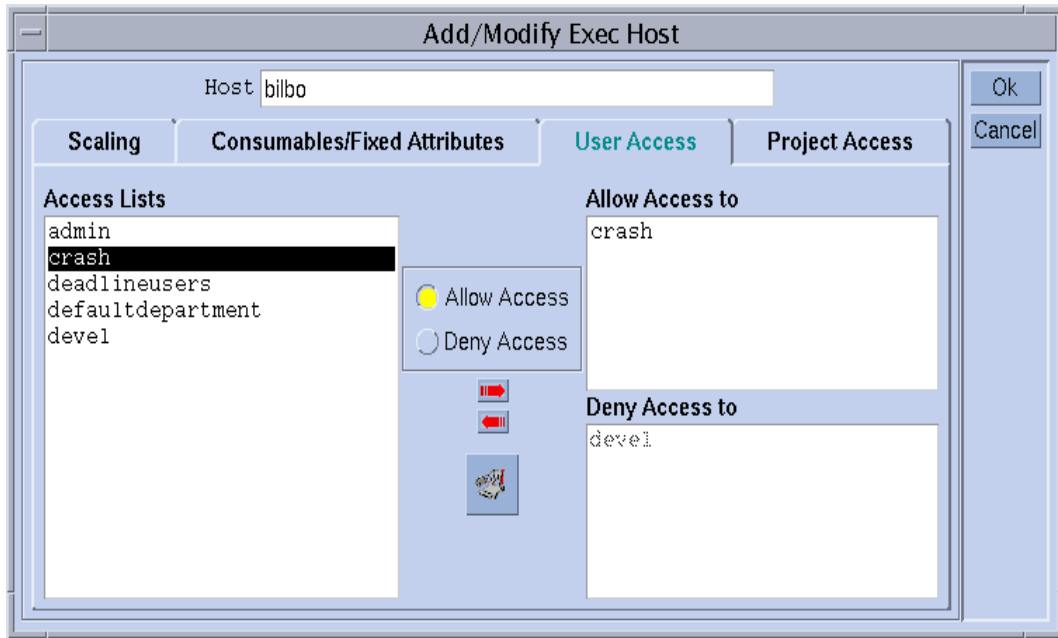 Add/Modify Exec Host
Host bilbo
Ok
Cancel
Scaling
Consumables/Fixed Attributes
User Access
Project Access
Access Lists
admin
crash
deadlineusers
defaultdepartment
devel
Allow Access
Deny Access
Allow Access to
crash
Deny Access to
devel